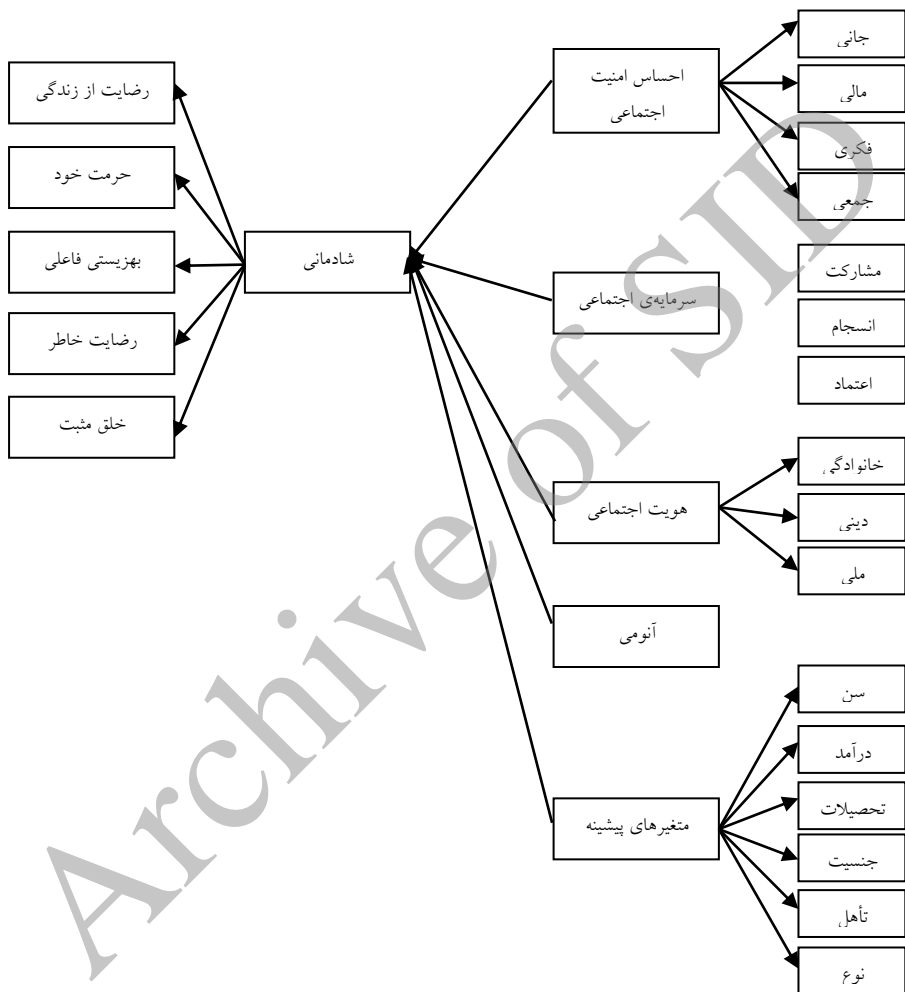 جانی
مالی
فکری
جمعی
احساس امنیت
اجتماعی
مشارکت
انسجام
اعتماد
سرمایه‌ی اجتماعی
خانوادگی
دینی
ملی
هویت اجتماعی
آنومی
سن
درآمد
تحصیلات
جنسیت
تأهل
نوع
متغیرهای پیشینه
شادمانی
رضایت از زندگی
حرمت خود
بهزیستی فاعلی
رضایت خاطر
خلق مثبت
Archive of SID